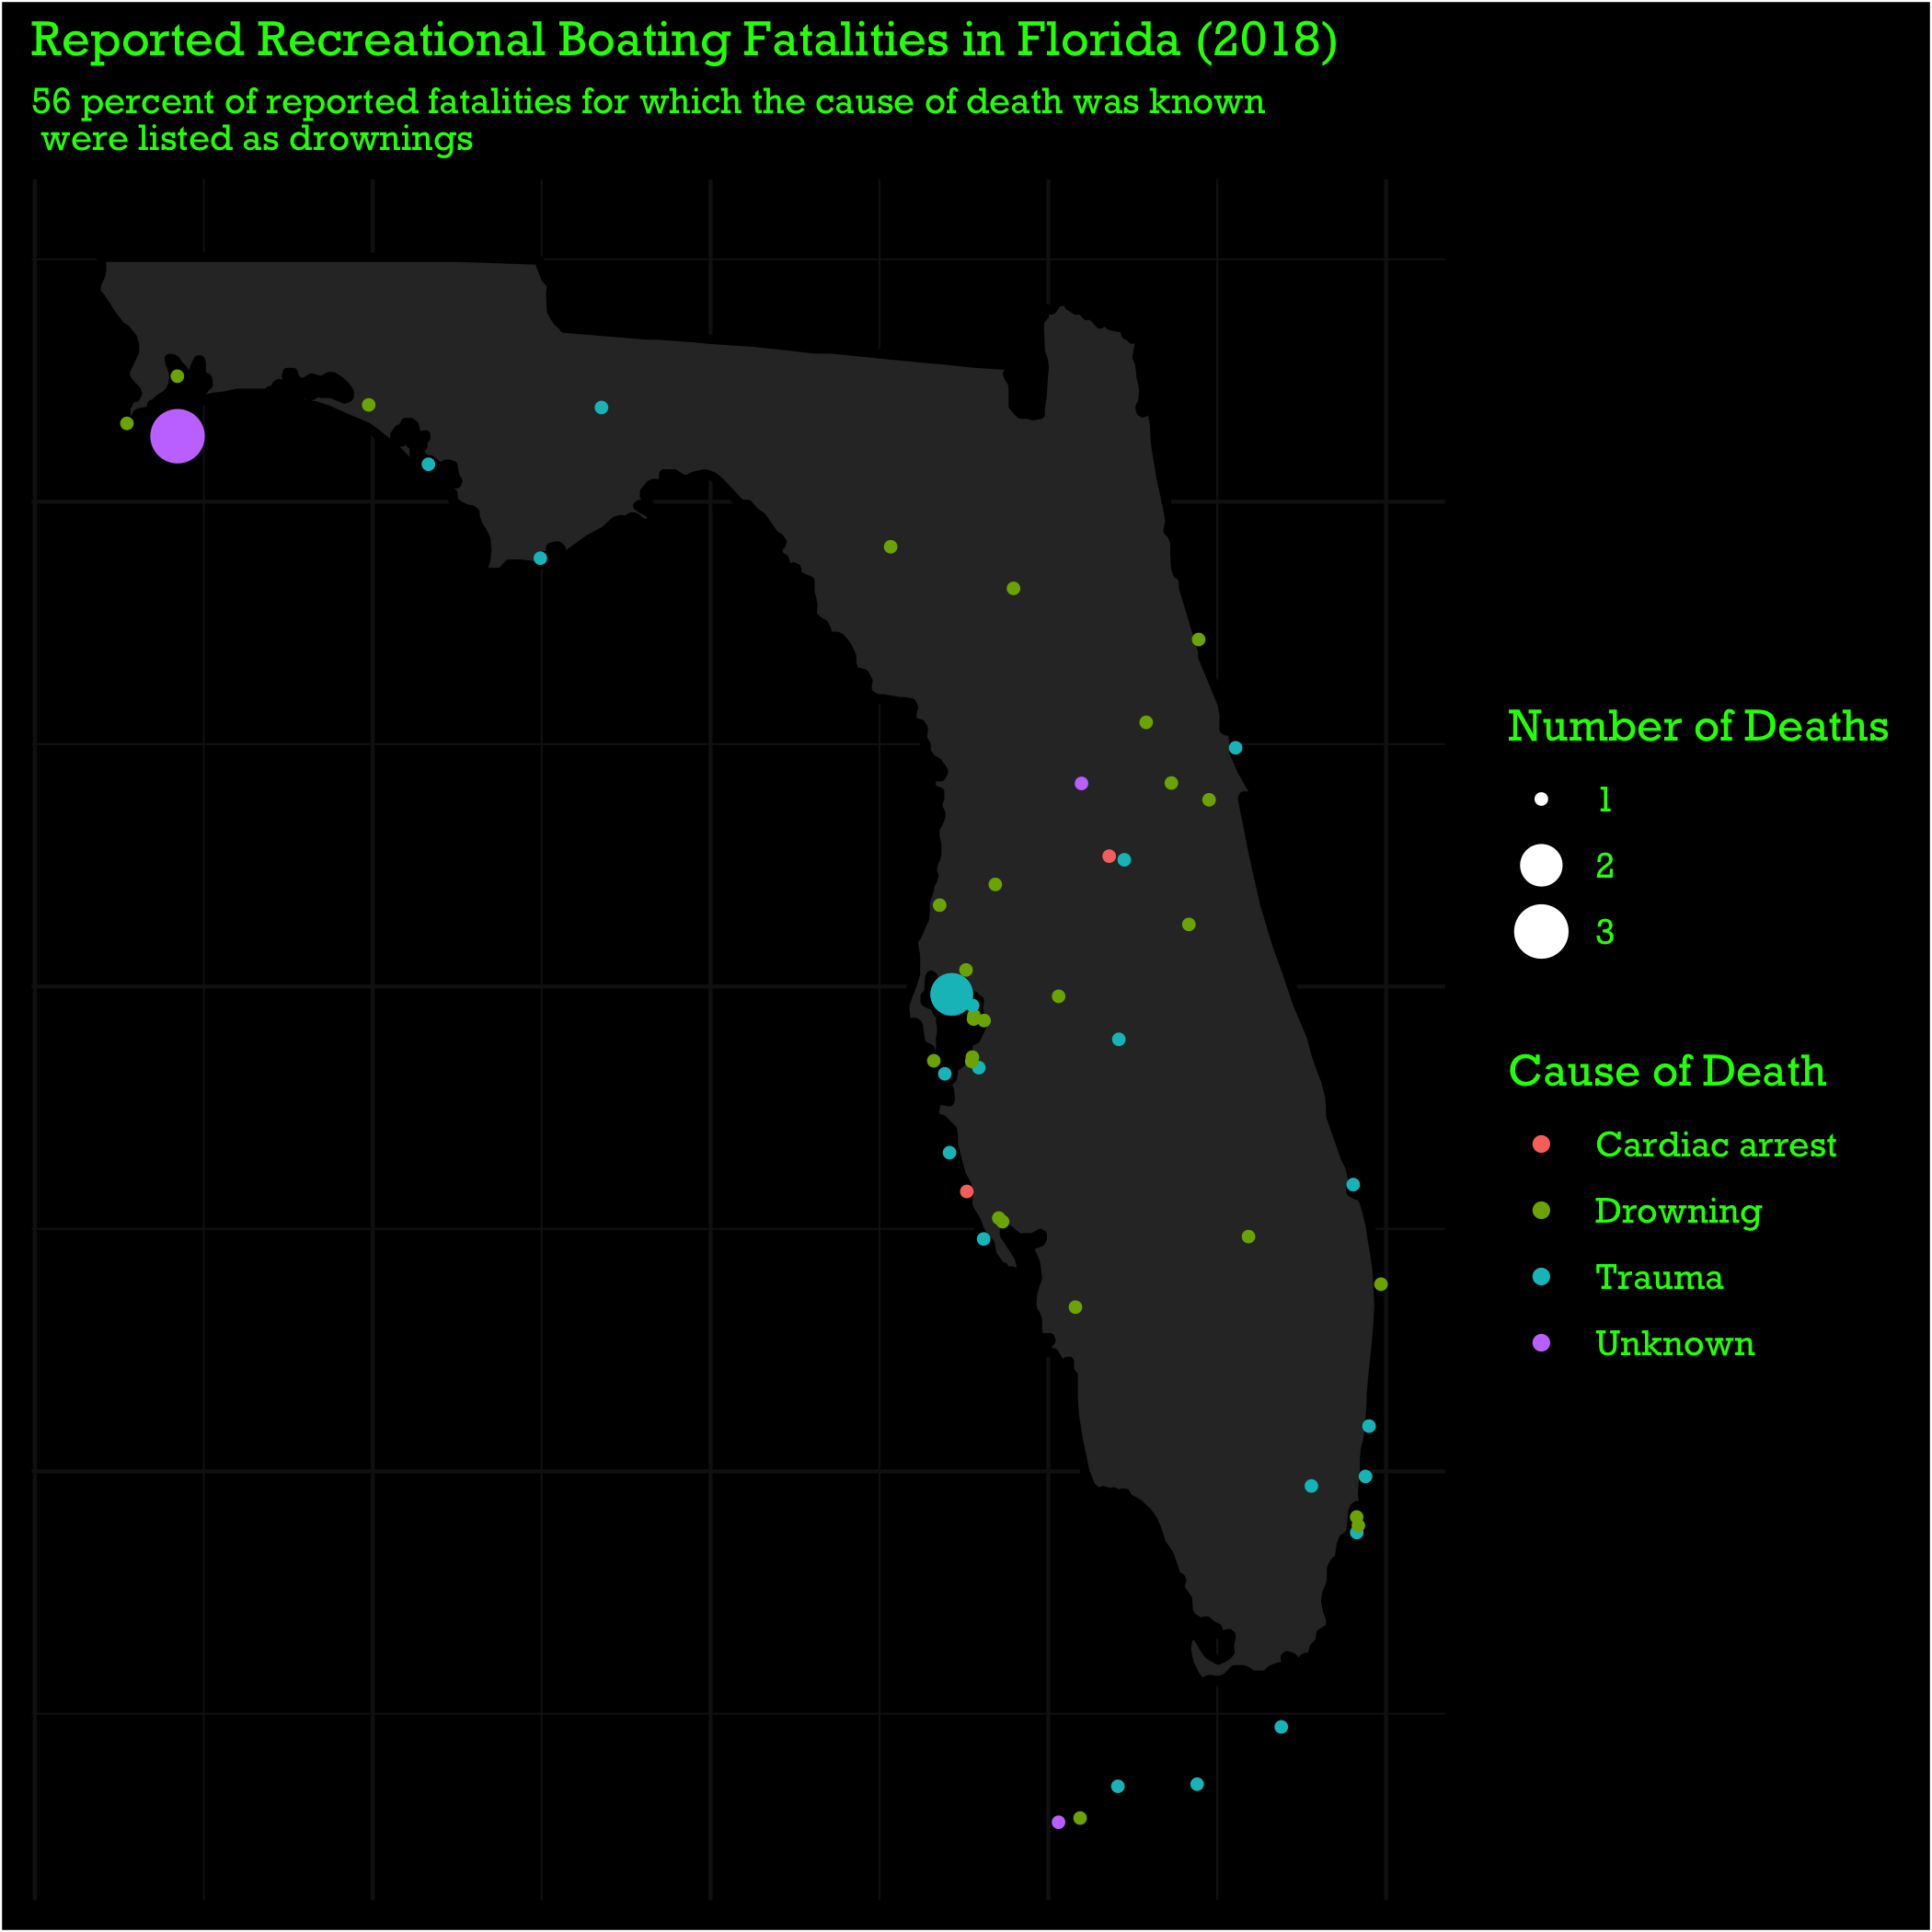 Reported Recreational Boating Fatalities in Florida (2018)
56 percent of reported fatalities for which the cause of death was known
were listed as drownings
Number of Deaths
1
2
3
Cause of Death
Cardiac arrest
Drowning
Trauma
Unknown